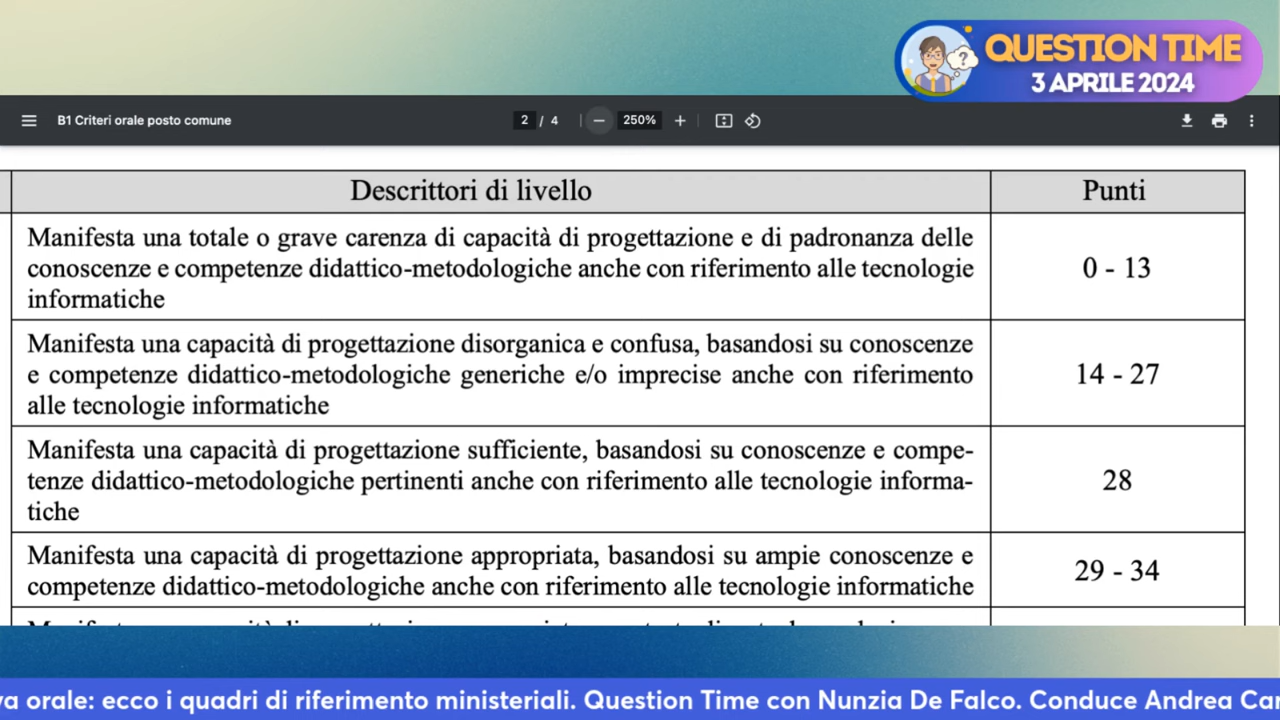 QUESTION TIME
3 APRILE 2024
B1 Criteri orale posto comune
2 / 4
250%
Descrittori di livello
Punti
Manifesta una totale o grave carenza di capacità di progettazione e di padronanza delle
conoscenze e competenze didattico-metodologiche anche con riferimento alle tecnologie
informatiche
0 - 13
Manifesta una capacità di progettazione disorganica e confusa, basandosi su conoscenze
e competenze didattico-metodologiche generiche e/o imprecise anche con riferimento
alle tecnologie informatiche
14 - 27
Manifesta una capacità di progettazione sufficiente, basandosi su conoscenze e compe-
tenze didattico-metodologiche pertinenti anche con riferimento alle tecnologie informa-
tiche
28
Manifesta una capacità di progettazione appropriata, basandosi su ampie conoscenze e
competenze didattico-metodologiche anche con riferimento alle tecnologie informatiche
29 - 34
orale: ecco i quadri di riferimento ministeriali. Question Time con Nunzia De Falco. Conduce Andrea